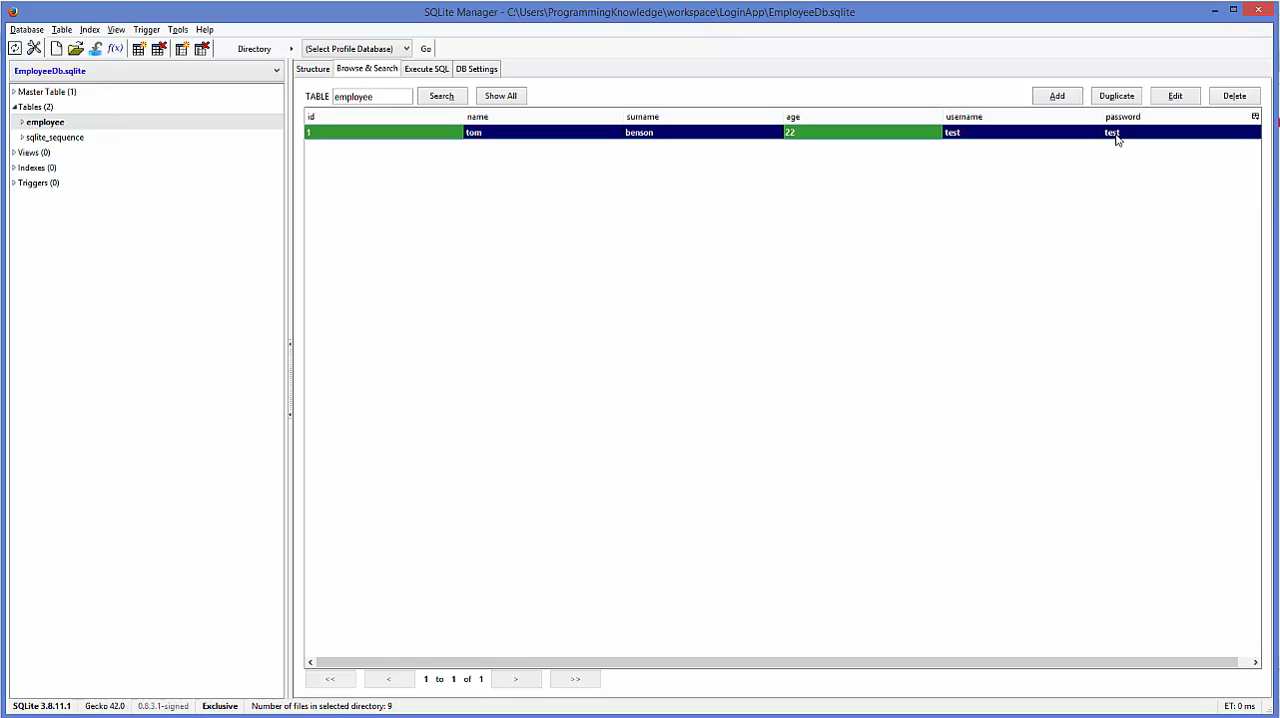 SQLite Manager - C:\Users\ProgrammingKnowledge\workspace\LoginApp\EmployeeDb.sqlite
Database Table Index View Trigger Tools Help
f(x) Directory (Select Profile Database) Go
EmployeeDb.sqlite
Structure Browse & Search Execute SQL DB Settings
Master Table (1)
Tables (2)
employee
sqlite_sequence
Views (0)
Indexes (0)
Triggers (0)
TABLE employee Search Show All Add Duplicate Edit Delete
id name surname age username password
1 tom benson 22 test test
<< < 1 to 1 of 1 > >>
SQLite 3.8.11.1 Gecko 42.0 0.8.3.1-signed Exclusive Number of files in selected directory: 9 ET: 0 ms